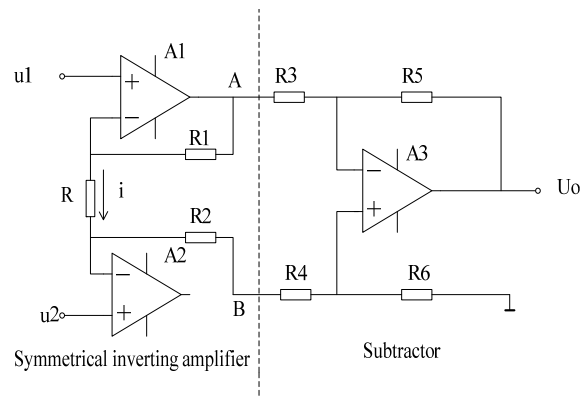 A1
u1
A
R3
R5
+
−
R1
A3
R
i
−
Uo
R2
+
A2
−
R4
R6
u2
+
B
Symmetrical inverting amplifier
Subtractor